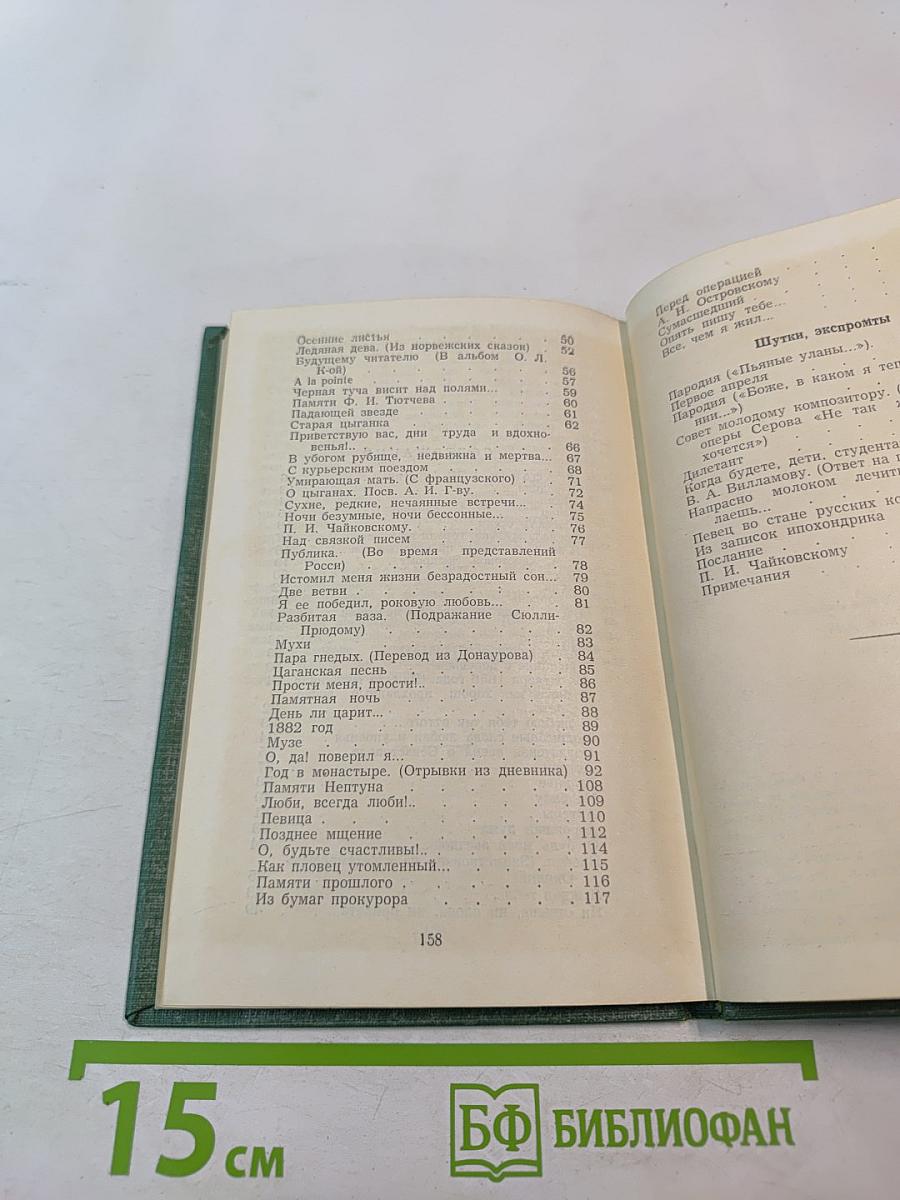 Осенние листья . . . . . . . 50
Ледяная дева. (Из норвежских сказок) . 52
Будущему читателю (В альбом О. Л.
К-ой) . . . . . . . . 56
A la pointe . . . . . . . . 57
Черная туча висит над полями... . . . 59
Памяти Ф. И. Тютчева . . . . . 60
Падающей звезде . . . . . . 61
Старая цыганка . . . . . . 62
Приветствую вас, дни труда и вдохно-
венья!.. . . . . . . . . 66
В убогом рубище, недвижна и мертва... 67
С курьерским поездом . . . . . 68
Умирающая мать. (С французского) . . 71
О цыганах. Посв. А. И. Г-ву. . . . 72
Сухие, редкие, нечаянные встречи... . . 74
Ночи безумные, ночи бессонные... . . . 75
П. И. Чайковскому. . . . . . . 76
Над связкой писем . . . . . . 77
Публика. (Во время представлений
Росси) . . . . . . . . 78
Истомил меня жизни безрадостный сон... 79
Две ветви . . . . . . . . 80
Я ее победил, роковую любовь... . . . 81
Разбитая ваза. (Подражание Сюлли-
Прюдому) . . . . . . . 82
Мухи . . . . . . . . 83
Пара гнедых. (Перевод из Донаурова) . 84
Цаганская песнь . . . . . . 85
Прости меня, прости!.. . . . . . 86
Памятная ночь . . . . . . . 87
День ли царит... . . . . . . . 88
1882 год . . . . . . . . 89
Музе . . . . . . . . . 90
О, да! поверил я... . . . . . . 91
Год в монастыре. (Отрывки из дневника) 92
Памяти Нептуна . . . . . . 108
Люби, всегда люби!.. . . . . . 109
Певица . . . . . . . . . 110
Позднее мщение . . . . . . 112
О, будьте счастливы!.. . . . . . 114
Как пловец утомленный... . . . . 115
Памяти прошлого . . . . . . 116
Из бумаг прокурора . . . . . 117
158
Перед операцией . . . .
А. Н. Островскому . . . .
Сумасшедший . . . .
Опять пишу тебе... . . .
Все, чем я жил... . . .
Шутки, экспромты
Пародия («Пьяные уланы...»).
Первое апреля . . . .
Пародия («Боже, в каком я
нии...»)
Совет молодому композитору.
оперы Серова «Не так
хочется») . . . .
Дилетант . . . .
Когда будете, дети, студента
В. А. Вилламову. (Ответ на
Напрасно молоком лечить
лаешь... . . . .
Певец во стане русских
Из записок ипохондрика
Послание . . . .
П. И. Чайковскому . .
Примечания . . . .
15 см
БФ БИБЛИОФАН